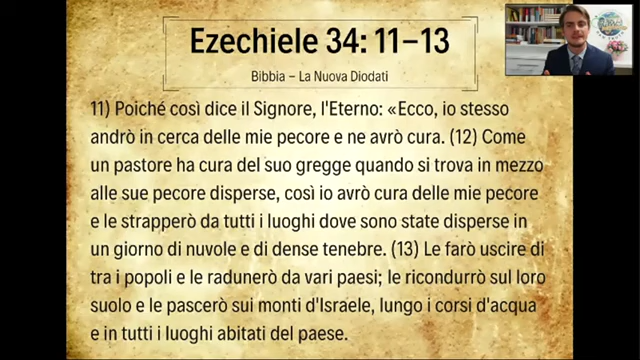 Ezechiele 34: 11–13
Bibbia – La Nuova Diodati
11) Poiché così dice il Signore, l'Eterno: «Ecco, io stesso
andrò in cerca delle mie pecore e ne avrò cura. (12) Come
un pastore ha cura del suo gregge quando si trova in mezzo
alle sue pecore disperse, così io avrò cura delle mie pecore
e le strapperò da tutti i luoghi dove sono state disperse in
un giorno di nuvole e di dense tenebre. (13) Le farò uscire di
tra i popoli e le radunerò da vari paesi; le ricondurrò sul loro
suolo e le pascerò sui monti d'Israele, lungo i corsi d'acqua
e in tutti i luoghi abitati del paese.